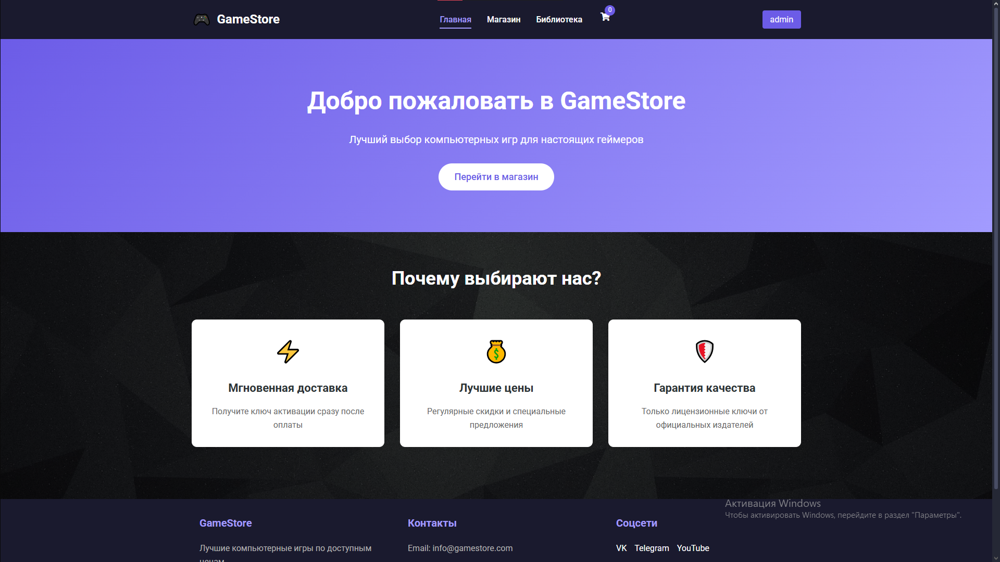 GameStore
Главная
Магазин
Библиотека
0
admin
Добро пожаловать в GameStore
Лучший выбор компьютерных игр для настоящих геймеров
Перейти в магазин
Почему выбирают нас?
Мгновенная доставка
Получите ключ активации сразу после
оплаты
Лучшие цены
Регулярные скидки и специальные
предложения
Гарантия качества
Только лицензионные ключи от
официальных издателей
Активация Windows
Чтобы активировать Windows, перейдите в раздел "Параметры".
GameStore
Лучшие компьютерные игры по доступным
ценам
Контакты
Email: info@gamestore.com
Соцсети
VK Telegram YouTube